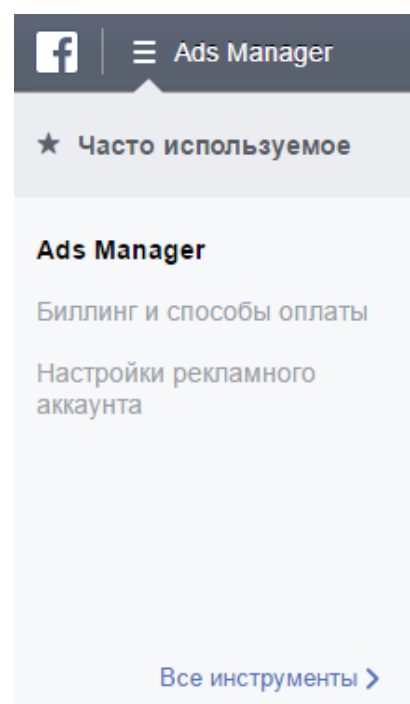 Ads Manager
Часто используемое
Ads Manager
Биллинг и способы оплаты
Настройки рекламного
аккаунта
Все инструменты